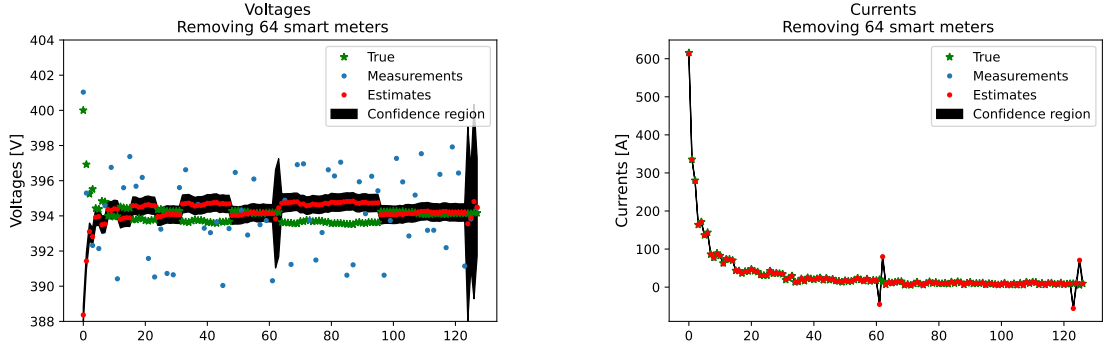 Voltages
Removing 64 smart meters
404
402
400
398
396
394
392
390
388
Voltages [V]
0
20
40
60
80
100
120
True
Measurements
Estimates
Confidence region
Currents
Removing 64 smart meters
600
500
400
300
200
100
0
Currents [A]
0
20
40
60
80
100
120
True
Measurements
Estimates
Confidence region